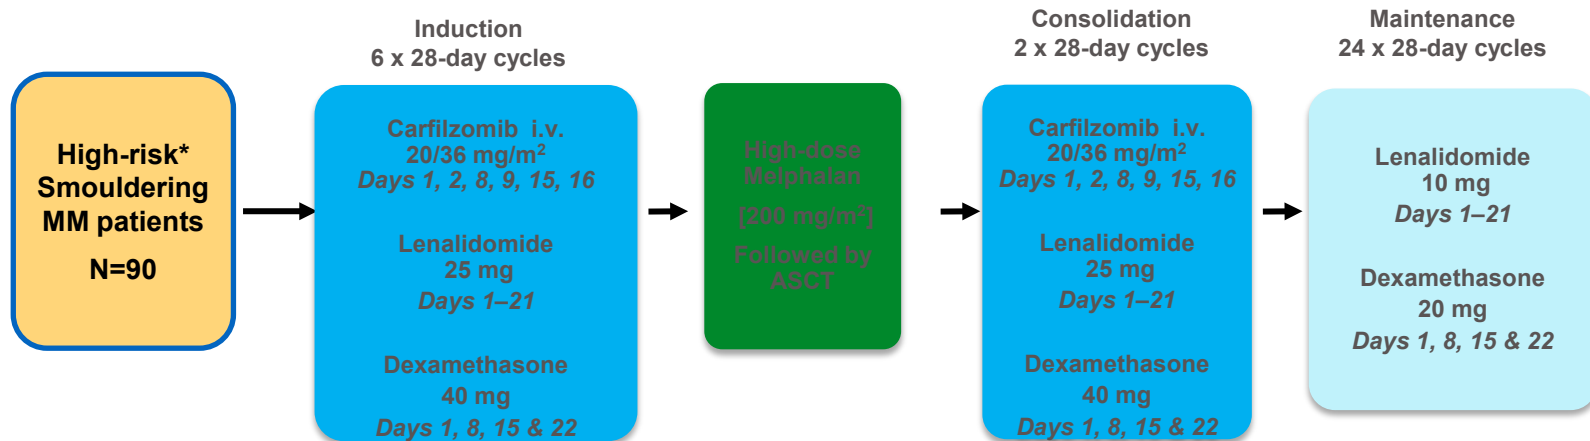 Induction
6 x 28-day cycles
Consolidation
2 x 28-day cycles
Maintenance
24 x 28-day cycles
High-risk*
Smouldering
MM patients
N=90
Carfilzomib i.v.
20/36 mg/m²
Days 1, 2, 8, 9, 15, 16
Lenalidomide
25 mg
Days 1–21
Dexamethasone
40 mg
Days 1, 8, 15 & 22
High-dose
Melphalan
[200 mg/m²]
Followed by
ASCT
Carfilzomib i.v.
20/36 mg/m²
Days 1, 2, 8, 9, 15, 16
Lenalidomide
25 mg
Days 1–21
Dexamethasone
40 mg
Days 1, 8, 15 & 22
Lenalidomide
10 mg
Days 1–21
Dexamethasone
20 mg
Days 1, 8, 15 & 22